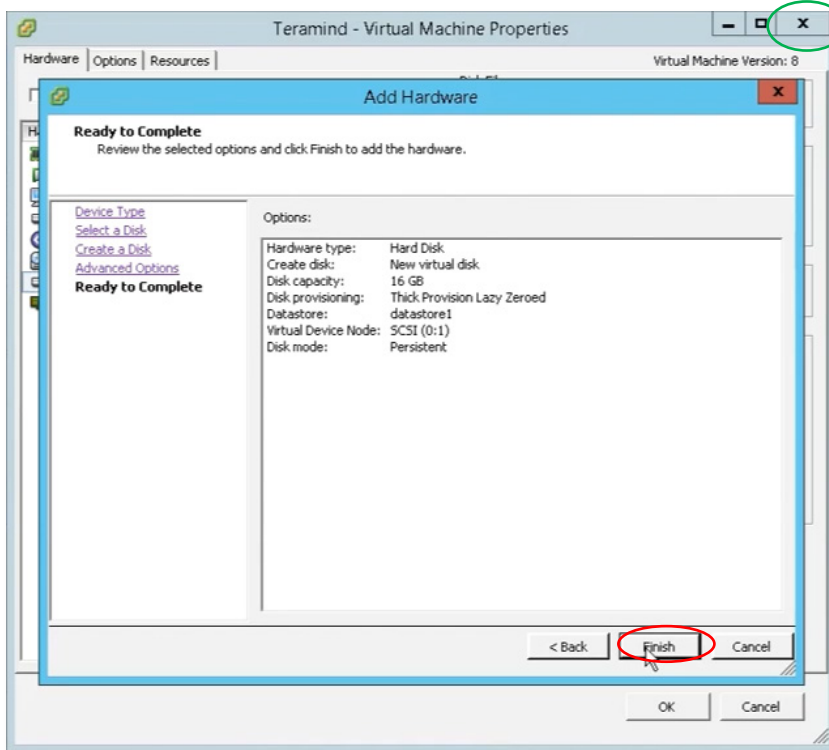 Teramind - Virtual Machine Properties
Hardware Options Resources
Virtual Machine Version: 8
Add Hardware
Ready to Complete
Review the selected options and click Finish to add the hardware.
Device Type
Select a Disk
Create a Disk
Advanced Options
Ready to Complete
Options:
Hardware type: Hard Disk
Create disk: New virtual disk
Disk capacity: 16 GB
Disk provisioning: Thick Provision Lazy Zeroed
Datastore: datastore1
Virtual Device Node: SCSI (0:1)
Disk mode: Persistent
< Back Finish Cancel
OK Cancel